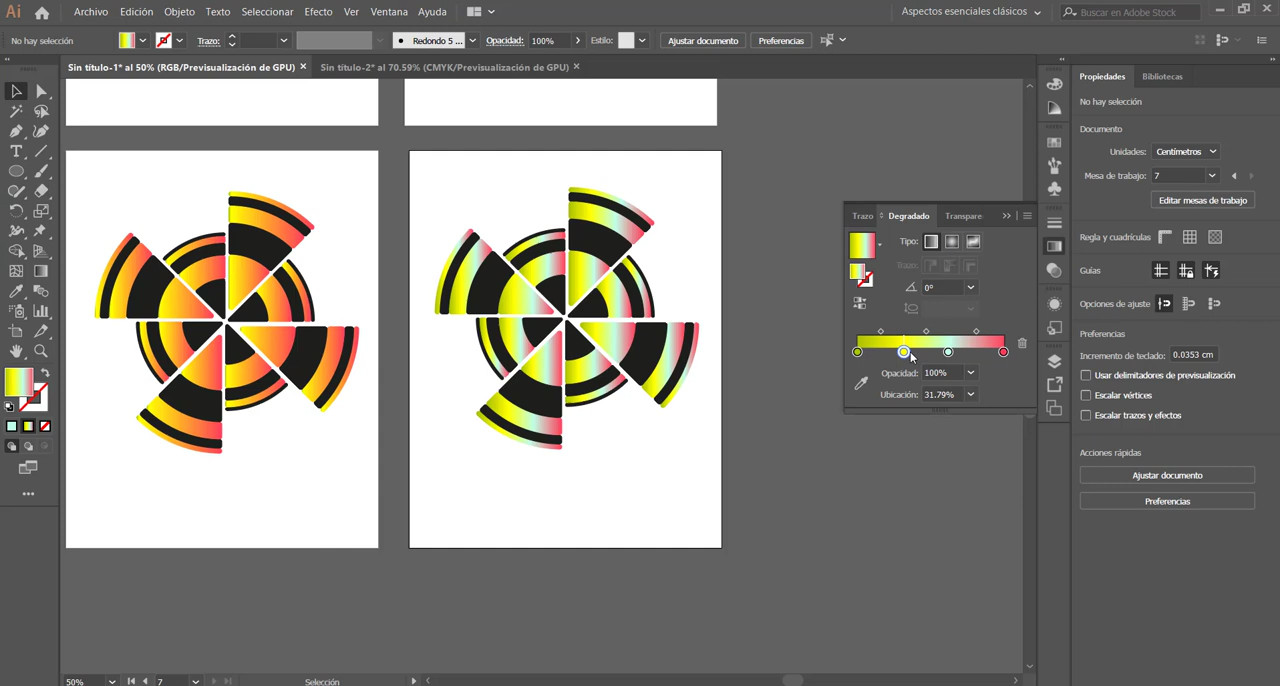 Ai Archivo Edición Objeto Texto Seleccionar Efecto Ver Ventana Ayuda Aspectos esenciales clásicos Buscar en Adobe Stock
No hay selección Trazo: Redondo 5 ... Opacidad: 100% Estilo: Ajustar documento Preferencias
Sin título-1* al 50% (RGB/Previsualización de GPU) Sin título-2* al 70.59% (CMYK/Previsualización de GPU)
Propiedades Bibliotecas
No hay selección
Documento
Unidades: Centímetros
Mesa de trabajo: 7
Editar mesas de trabajo
Regla y cuadrículas
Guías
Opciones de ajuste
Preferencias
Incremento de teclado: 0.0353 cm
Usar delimitadores de previsualización
Escalar vértices
Escalar trazos y efectos
Acciones rápidas
Ajustar documento
Preferencias
Trazo Degradado Transpare
Tipo:
Trazo:
0°
Opacidad: 100%
Ubicación: 31.79%
50% 7 Selección